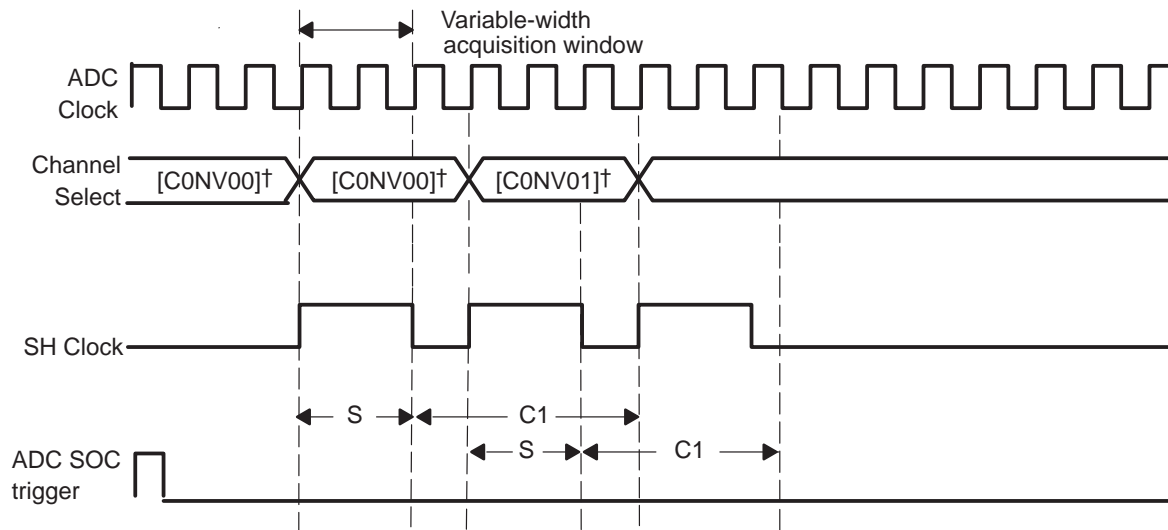 Variable-width
acquisition window
ADC
Clock
Channel
Select
[C0NV00]†
[C0NV00]†
[C0NV01]†
SH Clock
S
C1
S
C1
ADC SOC
trigger